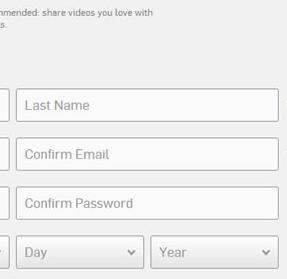 mmended: share videos you love with
s.
Last Name
Confirm Email
Confirm Password
Day
Year